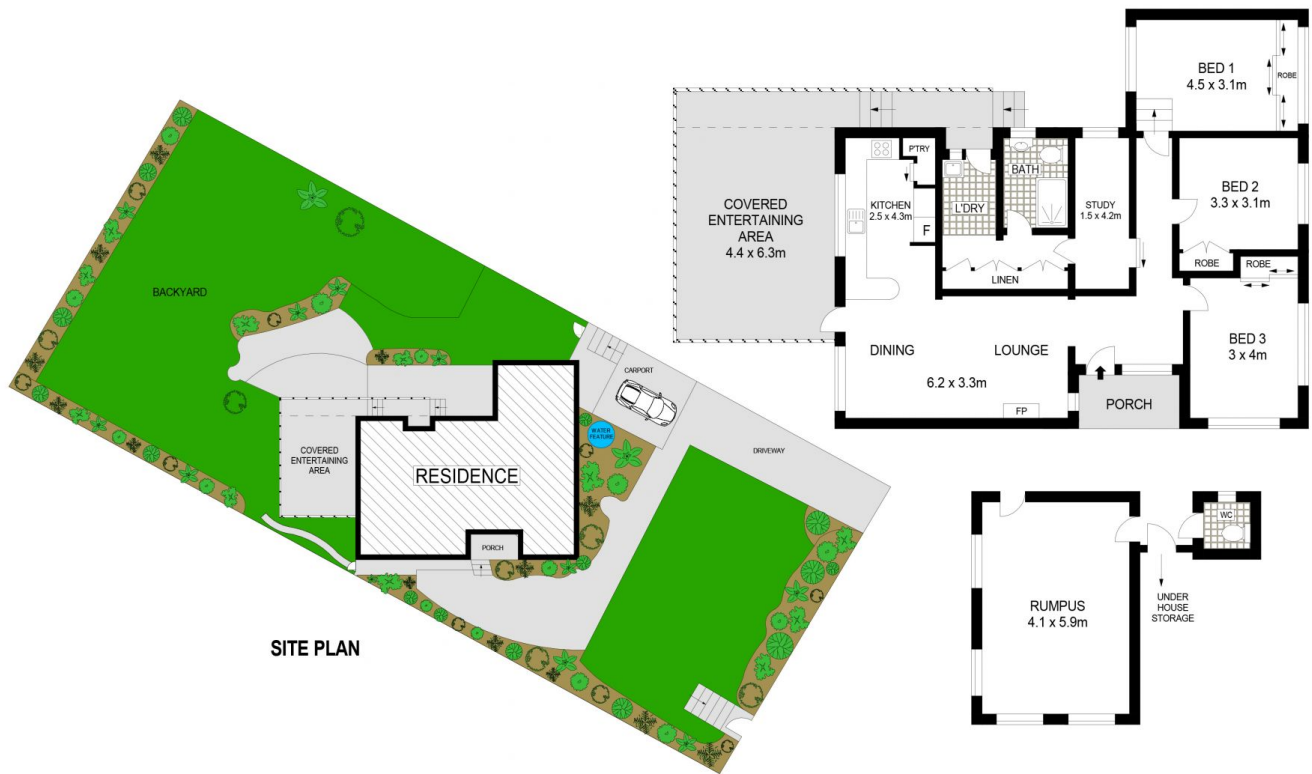 BACKYARD
COVERED
ENTERTAINING
AREA
RESIDENCE
PORCH
CARPORT
WATER
FEATURE
DRIVEWAY
SITE PLAN
COVERED
ENTERTAINING
AREA
4.4 x 6.3m
KITCHEN
2.5 x 4.3m
P'TRY
F
L'DRY
BATH
LINEN
STUDY
1.5 x 4.2m
BED 1
4.5 x 3.1m
ROBE
BED 2
3.3 x 3.1m
ROBE
ROBE
BED 3
3 x 4m
DINING
LOUNGE
6.2 x 3.3m
FP
PORCH
RUMPUS
4.1 x 5.9m
WC
UNDER
HOUSE
STORAGE